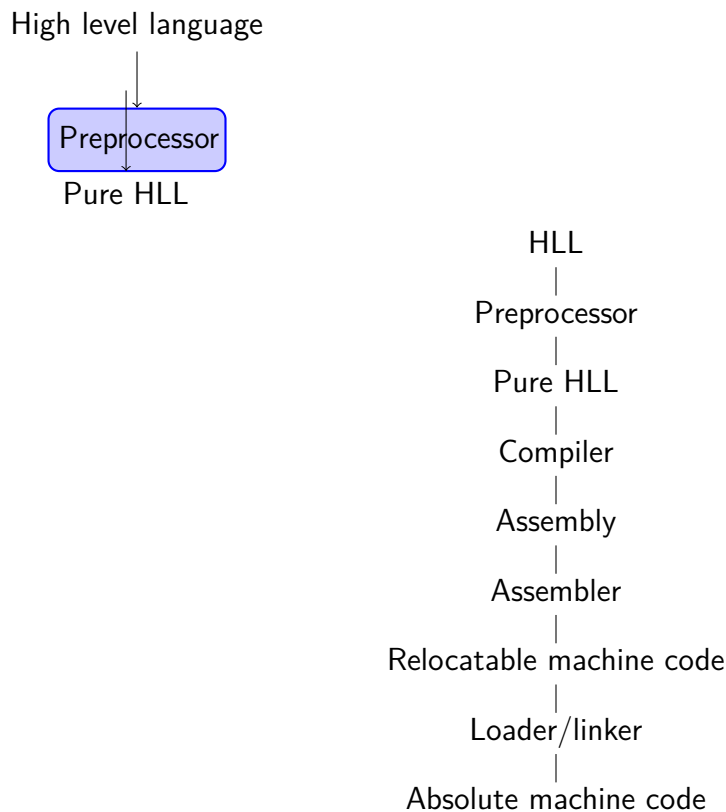 High level language
Preprocessor
Pure HLL
HLL
Preprocessor
Pure HLL
Compiler
Assembly
Assembler
Relocatable machine code
Loader/linker
Absolute machine code